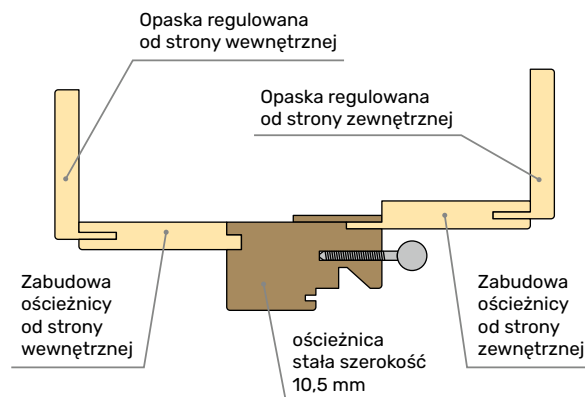 Opaska regulowana
od strony wewnętrznej
Opaska regulowana
od strony zewnętrznej
Zabudowa
ościeżnicy
od strony
wewnętrznej
ościeżnica
stała szerokość
10,5 mm
Zabudowa
ościeżnicy
od strony
zewnętrznej